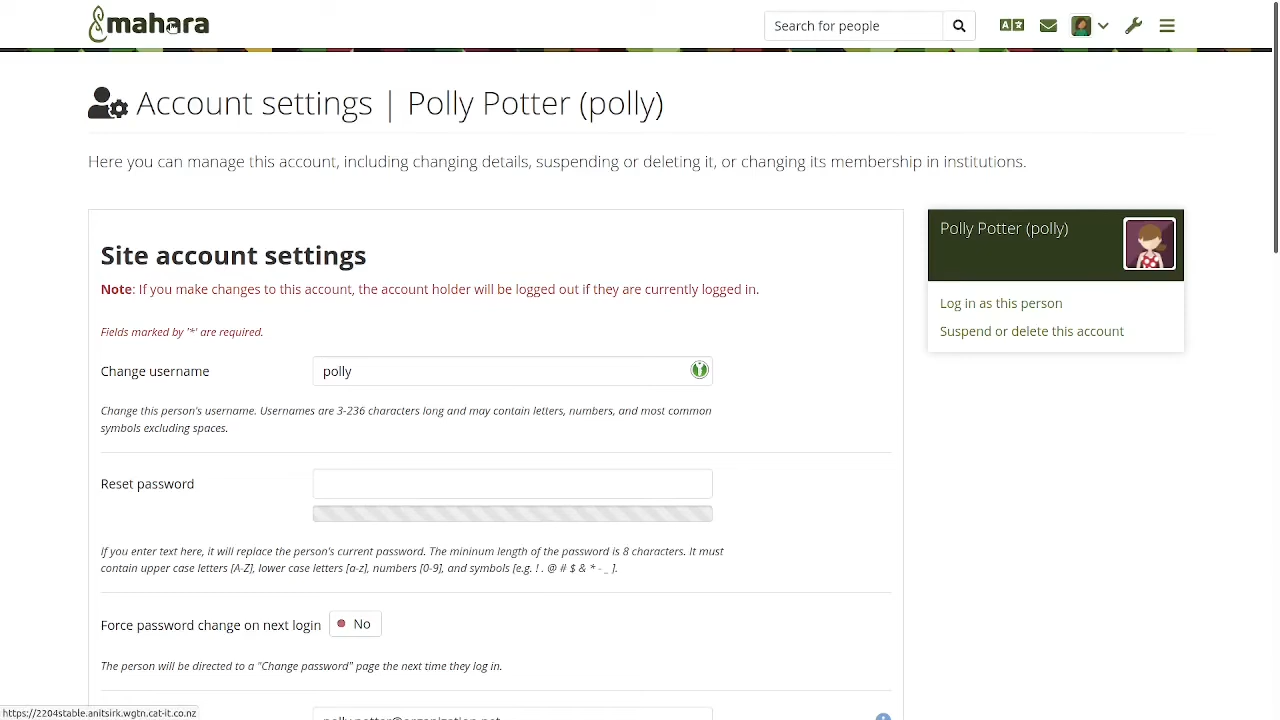 mahara
Search for people
Account settings | Polly Potter (polly)
Here you can manage this account, including changing details, suspending or deleting it, or changing its membership in institutions.
Site account settings
Note: If you make changes to this account, the account holder will be logged out if they are currently logged in.
Fields marked by '*' are required.
Change username
polly
Change this person's username. Usernames are 3-236 characters long and may contain letters, numbers, and most common
symbols excluding spaces.
Reset password
If you enter text here, it will replace the person's current password. The mininum length of the password is 8 characters. It must
contain upper case letters [A-Z], lower case letters [a-z], numbers [0-9], and symbols [e.g. ! . @ # $ & * - _ ].
Force password change on next login
No
The person will be directed to a "Change password" page the next time they log in.
Polly Potter (polly)
Log in as this person
Suspend or delete this account
https://2204stable.anitsirk.wgtn.cat-it.co.nz